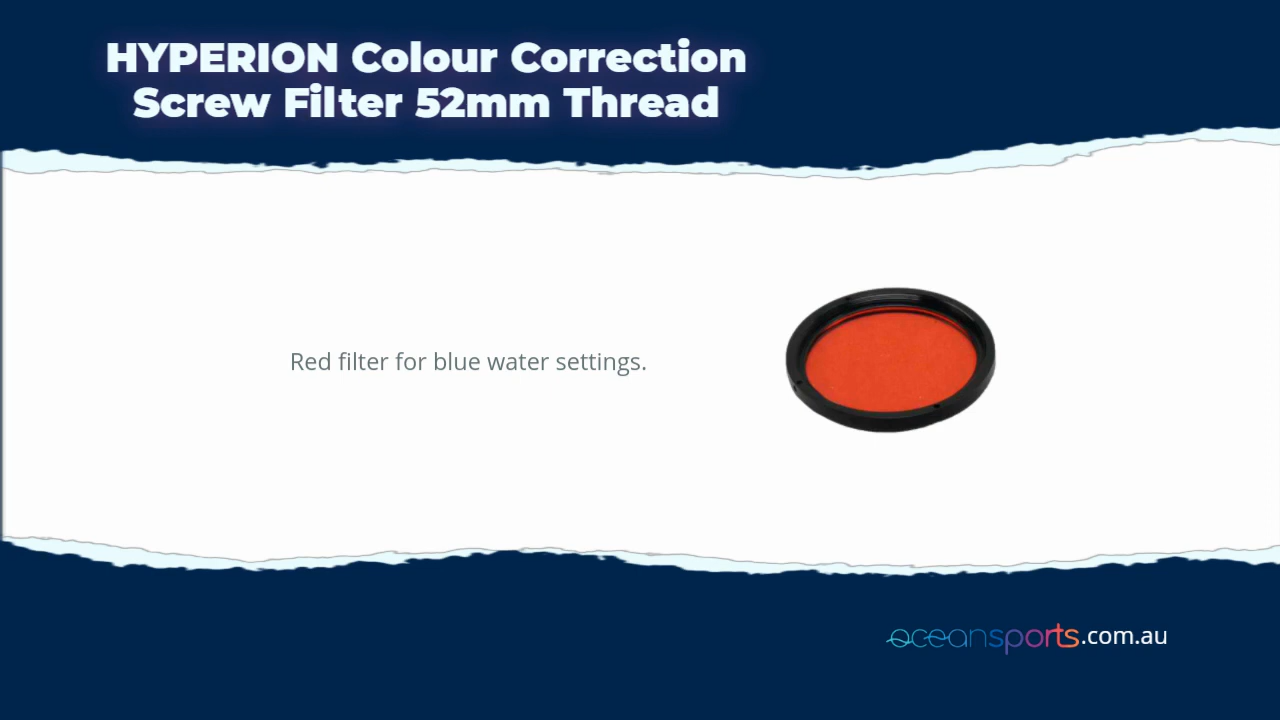 HYPERION Colour Correction
Screw Filter 52mm Thread
Red filter for blue water settings.
oceansports.com.au